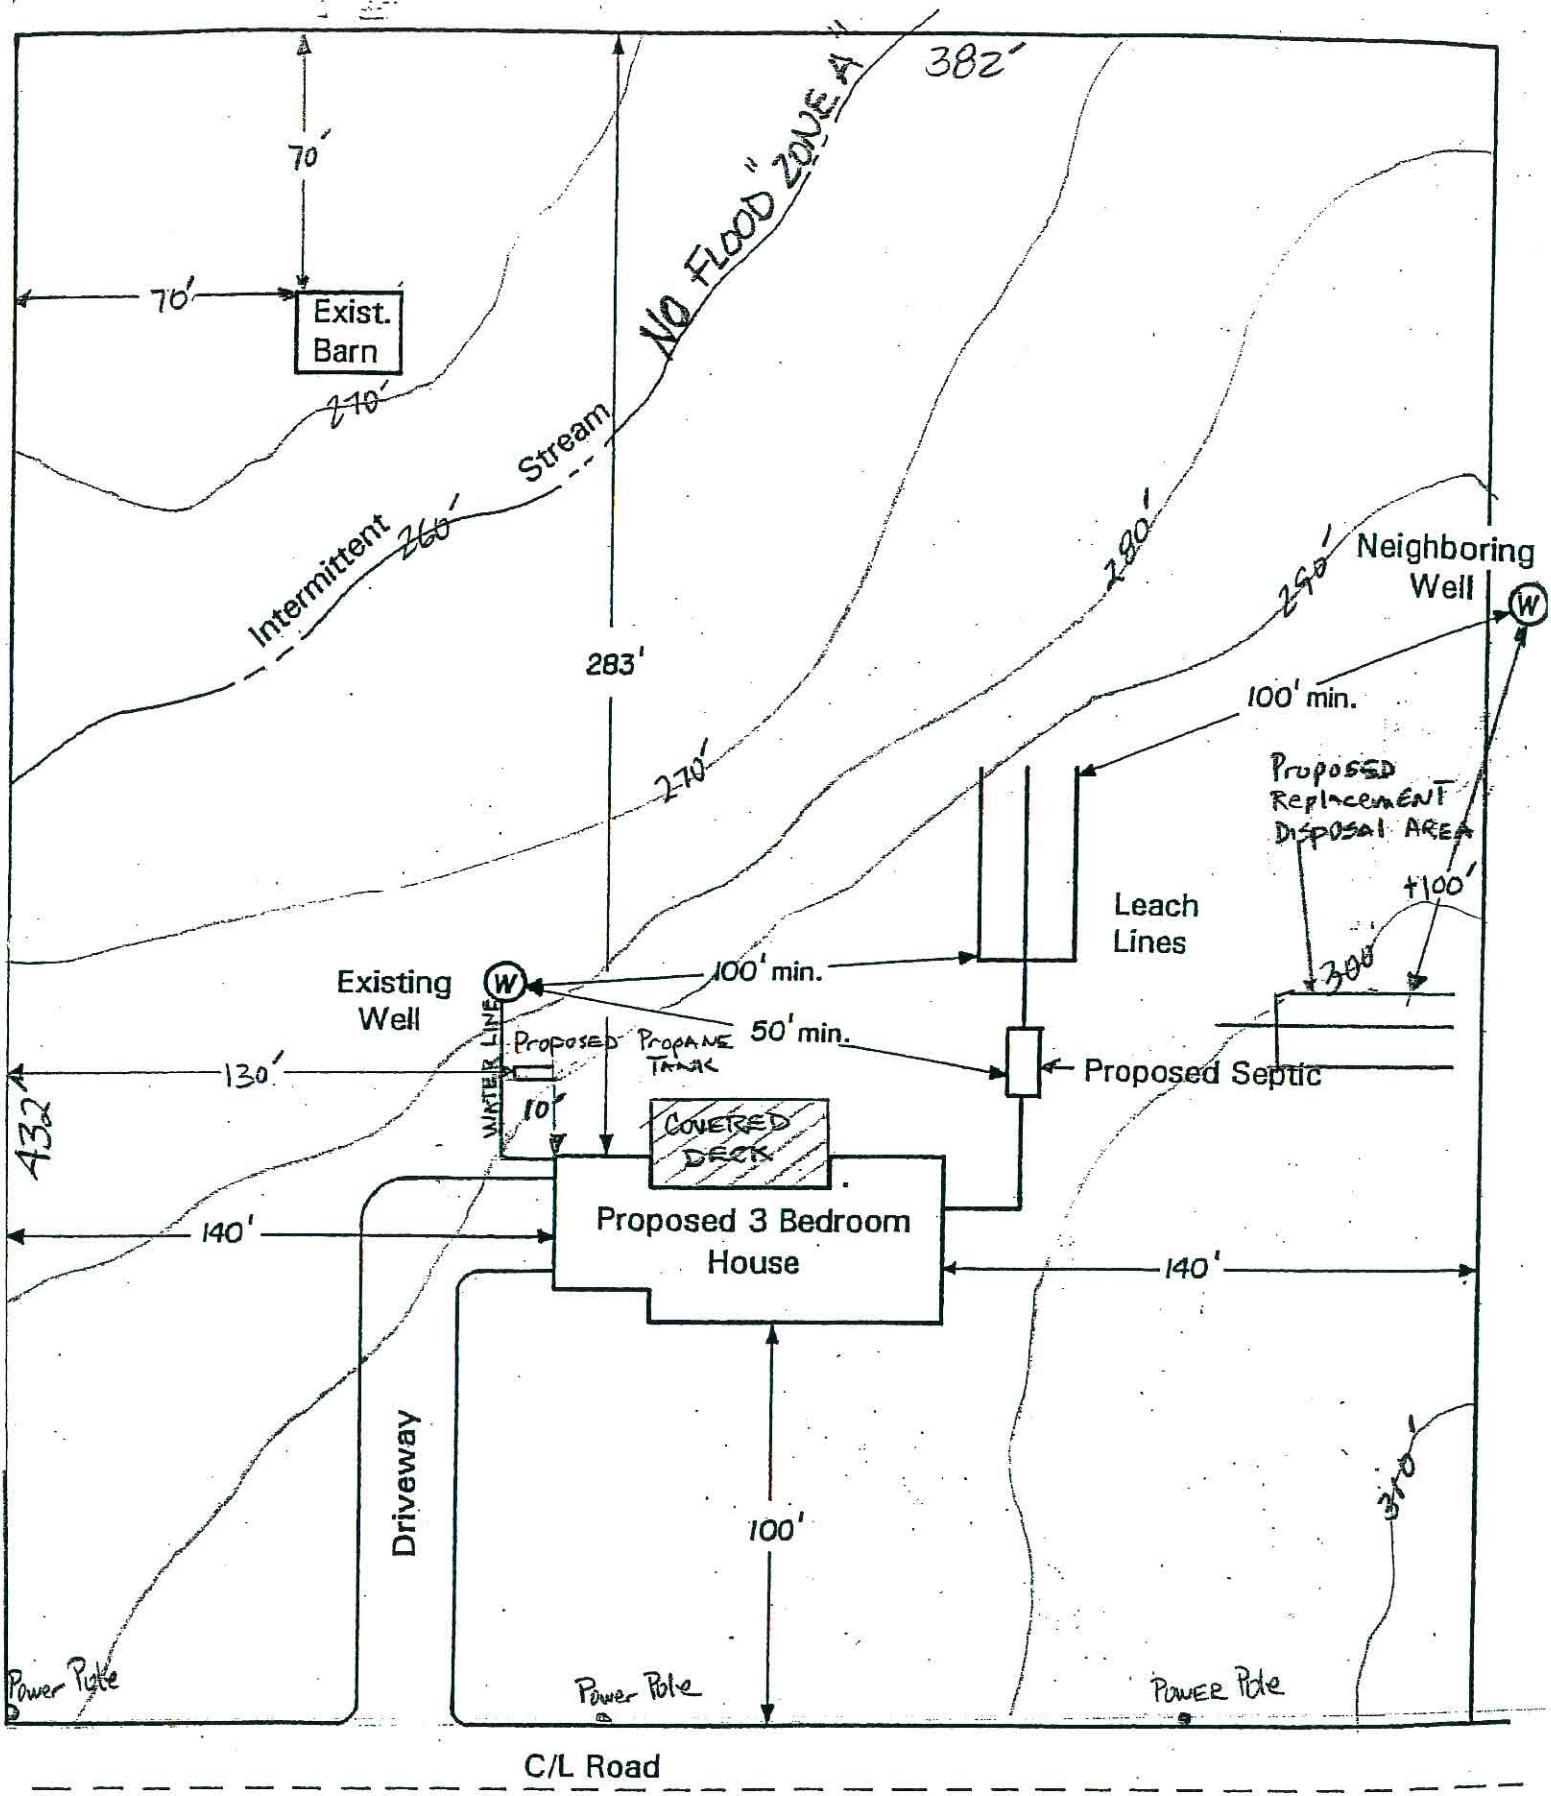 382'
70'
NO FLOOD "ZONE A"
70'
Exist.
Barn
270'
Stream
260'
Intermittent
280'
290'
Neighboring
Well
W
283'
100' min.
270'
Proposed
Replacement
Disposal Area
+100'
Leach
Lines
300'
Existing
Well
W
100' min.
50' min.
WATER LINE
Proposed Propane
Tank
130'
Proposed Septic
432'
10'
COVERED
DECK
140'
Proposed 3 Bedroom
House
140'
Driveway
100'
310'
Power Pole
Power Pole
Power Pole
C/L Road